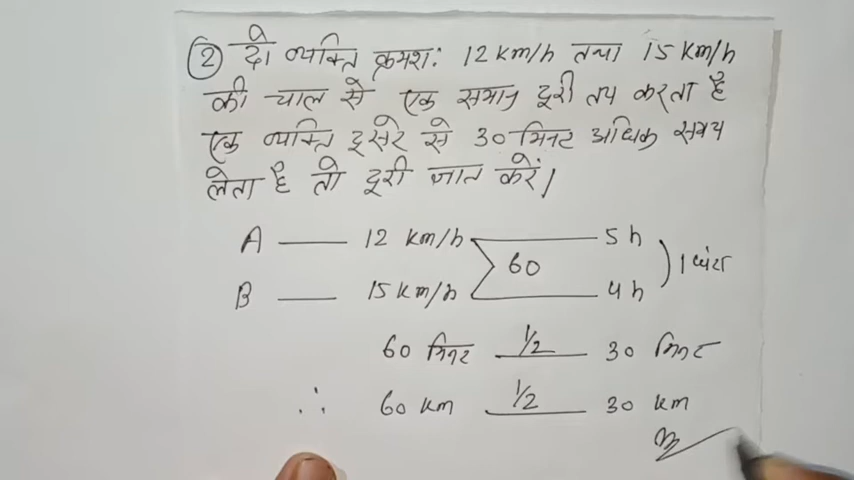 ② दो व्यक्ति क्रमश: 12 km/h तथा 15 km/h
की चाल से एक समान दूरी तय करता है
एक व्यक्ति दूसरे से 30 मिनट अधिक समय
लेता है तो दूरी ज्ञात करें।
A — 12 km/h 60 5 h
B — 15 km/h 4 h 1 घंटा
60 मिनट 1/2 30 मिनट
∴ 60 km 1/2 30 km